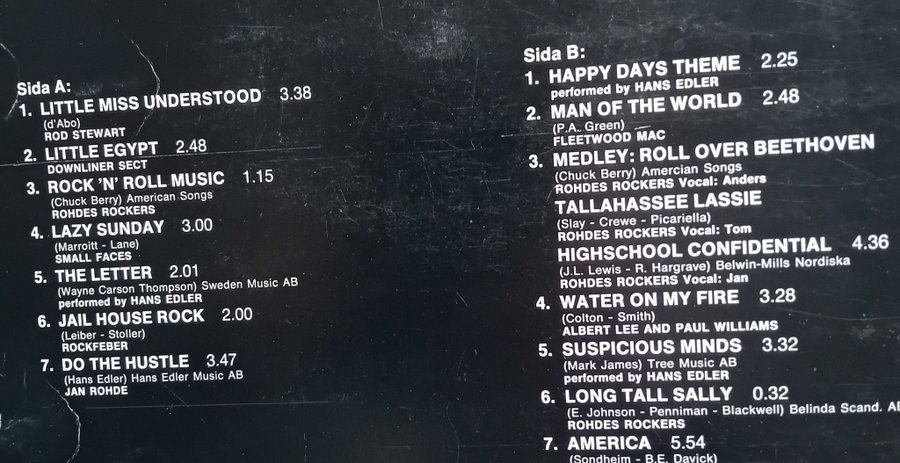 Sida A:
1. LITTLE MISS UNDERSTOOD 3.38
(d'Abo)
ROD STEWART
2. LITTLE EGYPT 2.48
DOWNLINER SECT
3. ROCK 'N' ROLL MUSIC 1.15
(Chuck Berry) American Songs
ROHDES ROCKERS
4. LAZY SUNDAY 3.00
(Marroitt - Lane)
SMALL FACES
5. THE LETTER 2.01
(Wayne Carson Thompson) Sweden Music AB
performed by HANS EDLER
6. JAIL HOUSE ROCK 2.00
(Leiber - Stoller)
ROCKFEBER
7. DO THE HUSTLE 3.47
(Hans Edler) Hans Edler Music AB
JAN ROHDE
Sida B:
1. HAPPY DAYS THEME 2.25
performed by HANS EDLER
2. MAN OF THE WORLD 2.48
(P.A. Green)
FLEETWOOD MAC
3. MEDLEY: ROLL OVER BEETHOVEN
(Chuck Berry) Amercian Songs
ROHDES ROCKERS Vocal: Anders
TALLAHASSEE LASSIE
(Slay - Crewe - Picariella)
ROHDES ROCKERS Vocal: Tom
HIGHSCHOOL CONFIDENTIAL 4.36
(J.L. Lewis - R. Hargrave) Belwin-Mills Nordiska
ROHDES ROCKERS Vocal: Jan
4. WATER ON MY FIRE 3.28
(Colton - Smith)
ALBERT LEE AND PAUL WILLIAMS
5. SUSPICIOUS MINDS 3.32
(Mark James) Tree Music AB
performed by HANS EDLER
6. LONG TALL SALLY 0.32
(E. Johnson - Penniman - Blackwell) Belinda Scand. AB
ROHDES ROCKERS
7. AMERICA 5.54
(Sondheim - B.E. Davick)